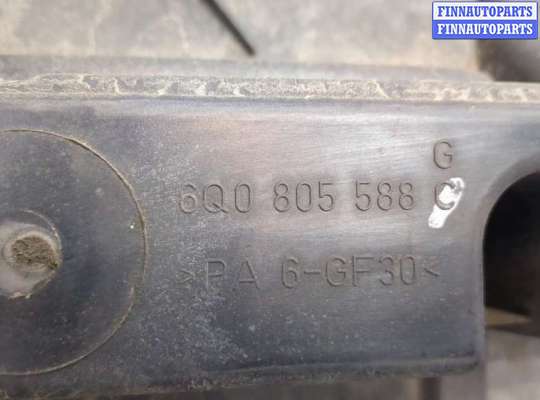 FINNAUTOPARTS
FINNAUTOPARTS
G
6Q0 805 588 C
>PA 6-GF30<